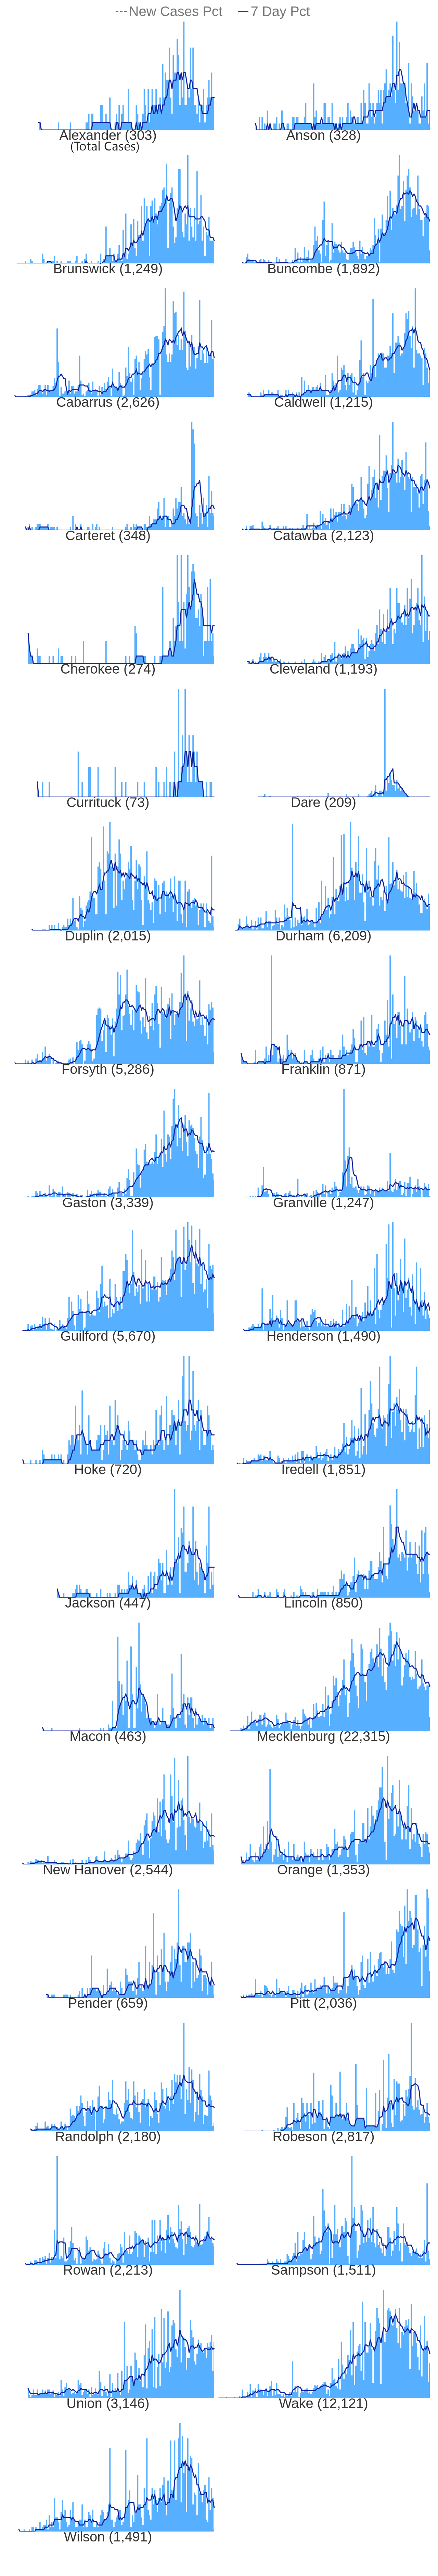 New Cases Pct 7 Day Pct
Alexander (303) Anson (328)
(Total Cases)
Brunswick (1,249) Buncombe (1,892)
Cabarrus (2,626) Caldwell (1,215)
Carteret (348) Catawba (2,123)
Cherokee (274) Cleveland (1,193)
Currituck (73) Dare (209)
Duplin (2,015) Durham (6,209)
Forsyth (5,286) Franklin (871)
Gaston (3,339) Granville (1,247)
Guilford (5,670) Henderson (1,490)
Hoke (720) Iredell (1,851)
Jackson (447) Lincoln (850)
Macon (463) Mecklenburg (22,315)
New Hanover (2,544) Orange (1,353)
Pender (659) Pitt (2,036)
Randolph (2,180) Robeson (2,817)
Rowan (2,213) Sampson (1,511)
Union (3,146) Wake (12,121)
Wilson (1,491)